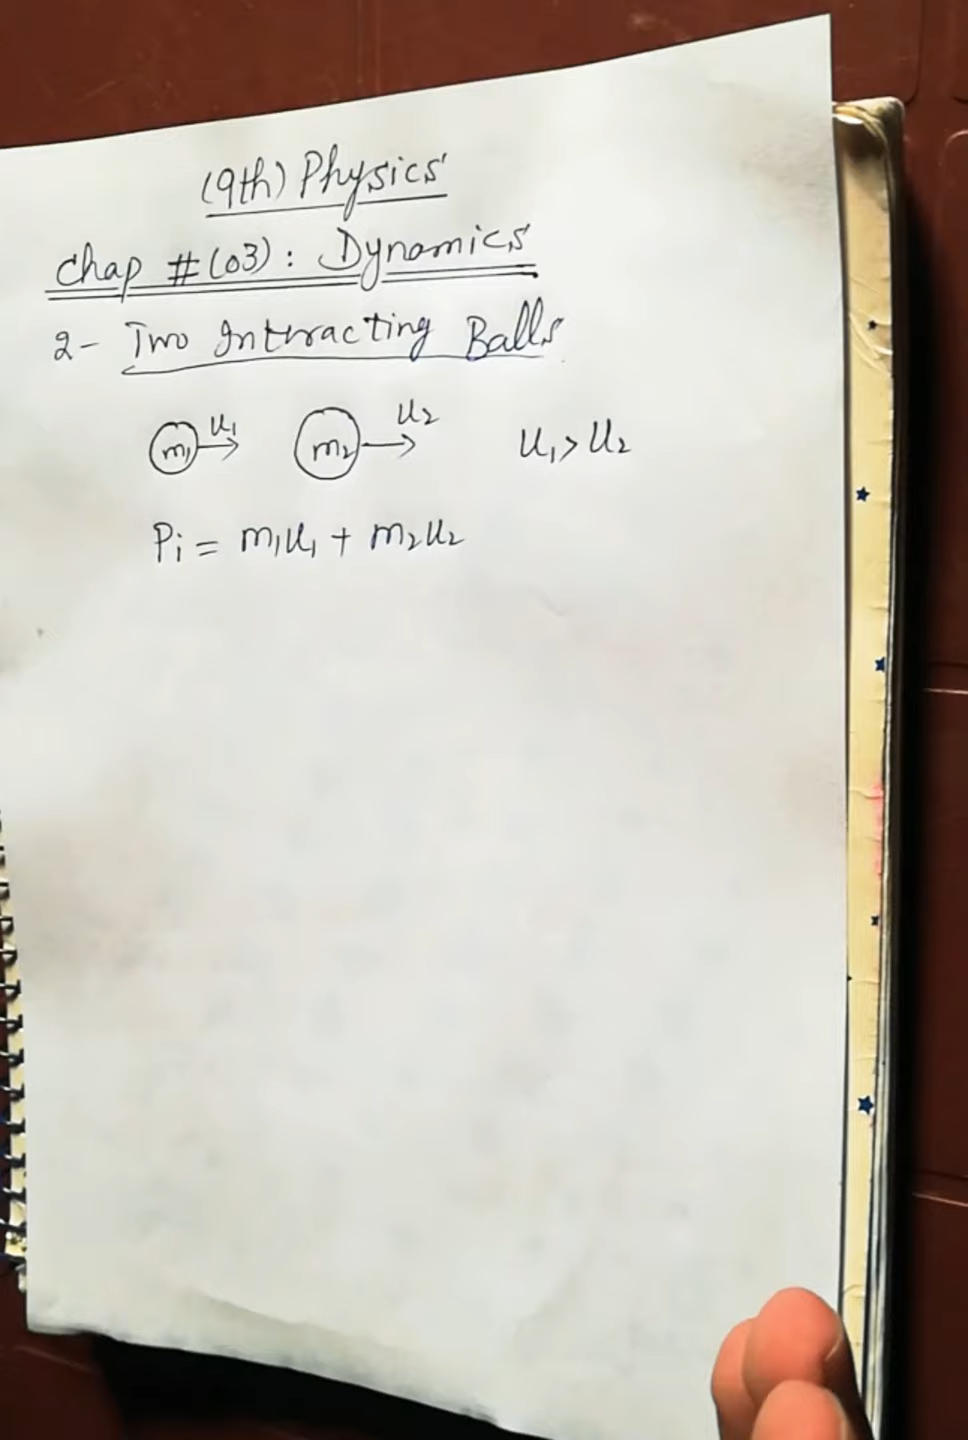 (9th) Physics
Chap #(03): Dynamics
2- Two Interacting Balls
m₁ U₁ m₂ U₂ U₁ > U₂
Pi = m₁U₁ + m₂U₂